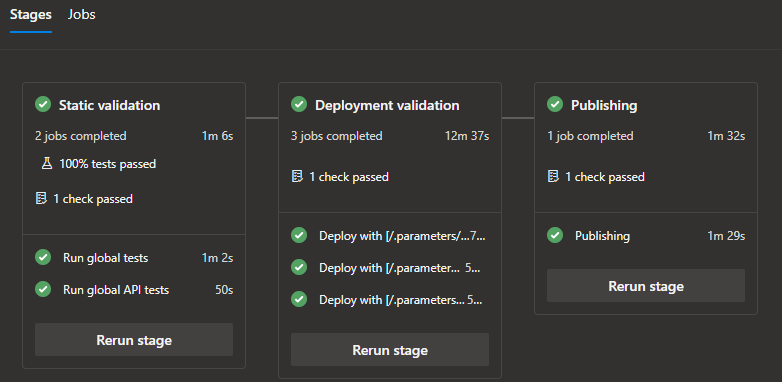 Stages Jobs
Static validation
2 jobs completed 1m 6s
100% tests passed
1 check passed
Run global tests 1m 2s
Run global API tests 50s
Rerun stage
Deployment validation
3 jobs completed 12m 37s
1 check passed
Deploy with [/.parameters/...7...
Deploy with [/.parameter... 5...
Deploy with [/.parameters... 5...
Rerun stage
Publishing
1 job completed 1m 32s
1 check passed
Publishing 1m 29s
Rerun stage